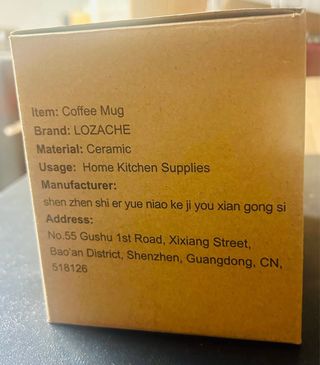 Item: Coffee Mug
Brand: LOZACHE
Material: Ceramic
Usage: Home Kitchen Supplies
Manufacturer:
shen zhen shi er yue niao ke ji you xian gong si
Address:
No.55 Gushu 1st Road, Xixiang Street,
Bao'an District, Shenzhen, Guangdong, CN,
518126